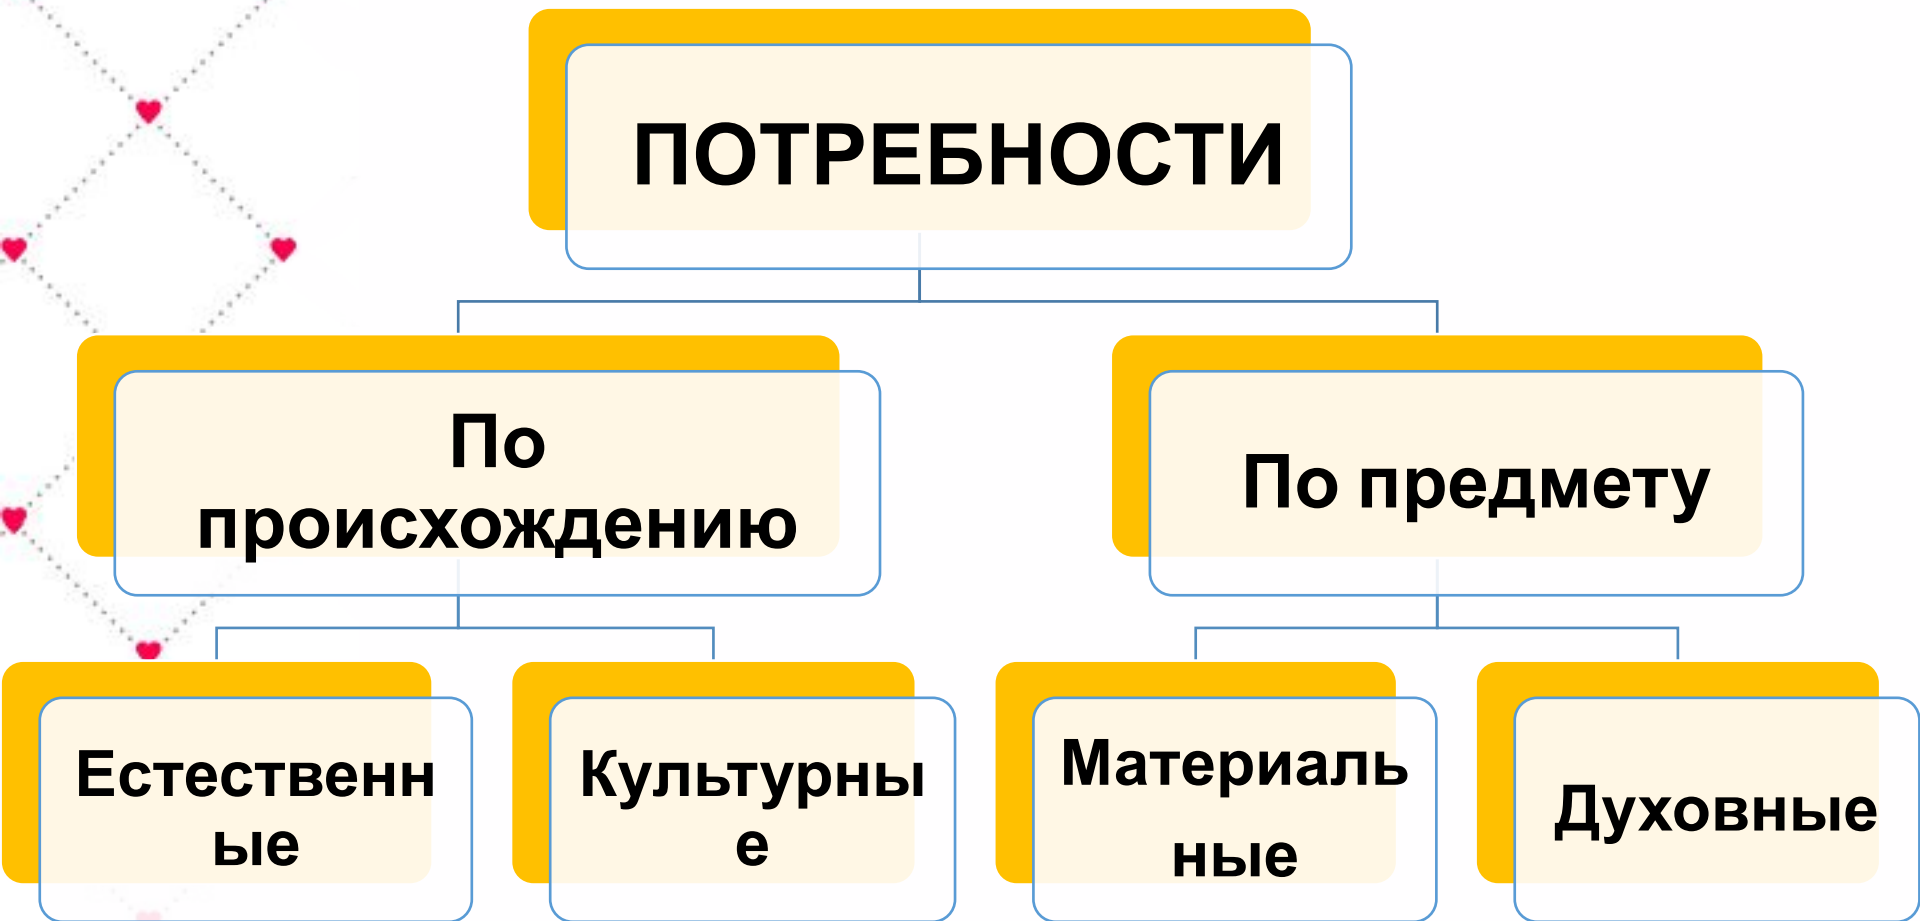 ПОТРЕБНОСТИ
По
происхождению
По предмету
Естественн
ые
Культурны
е
Материаль
ные
Духовные